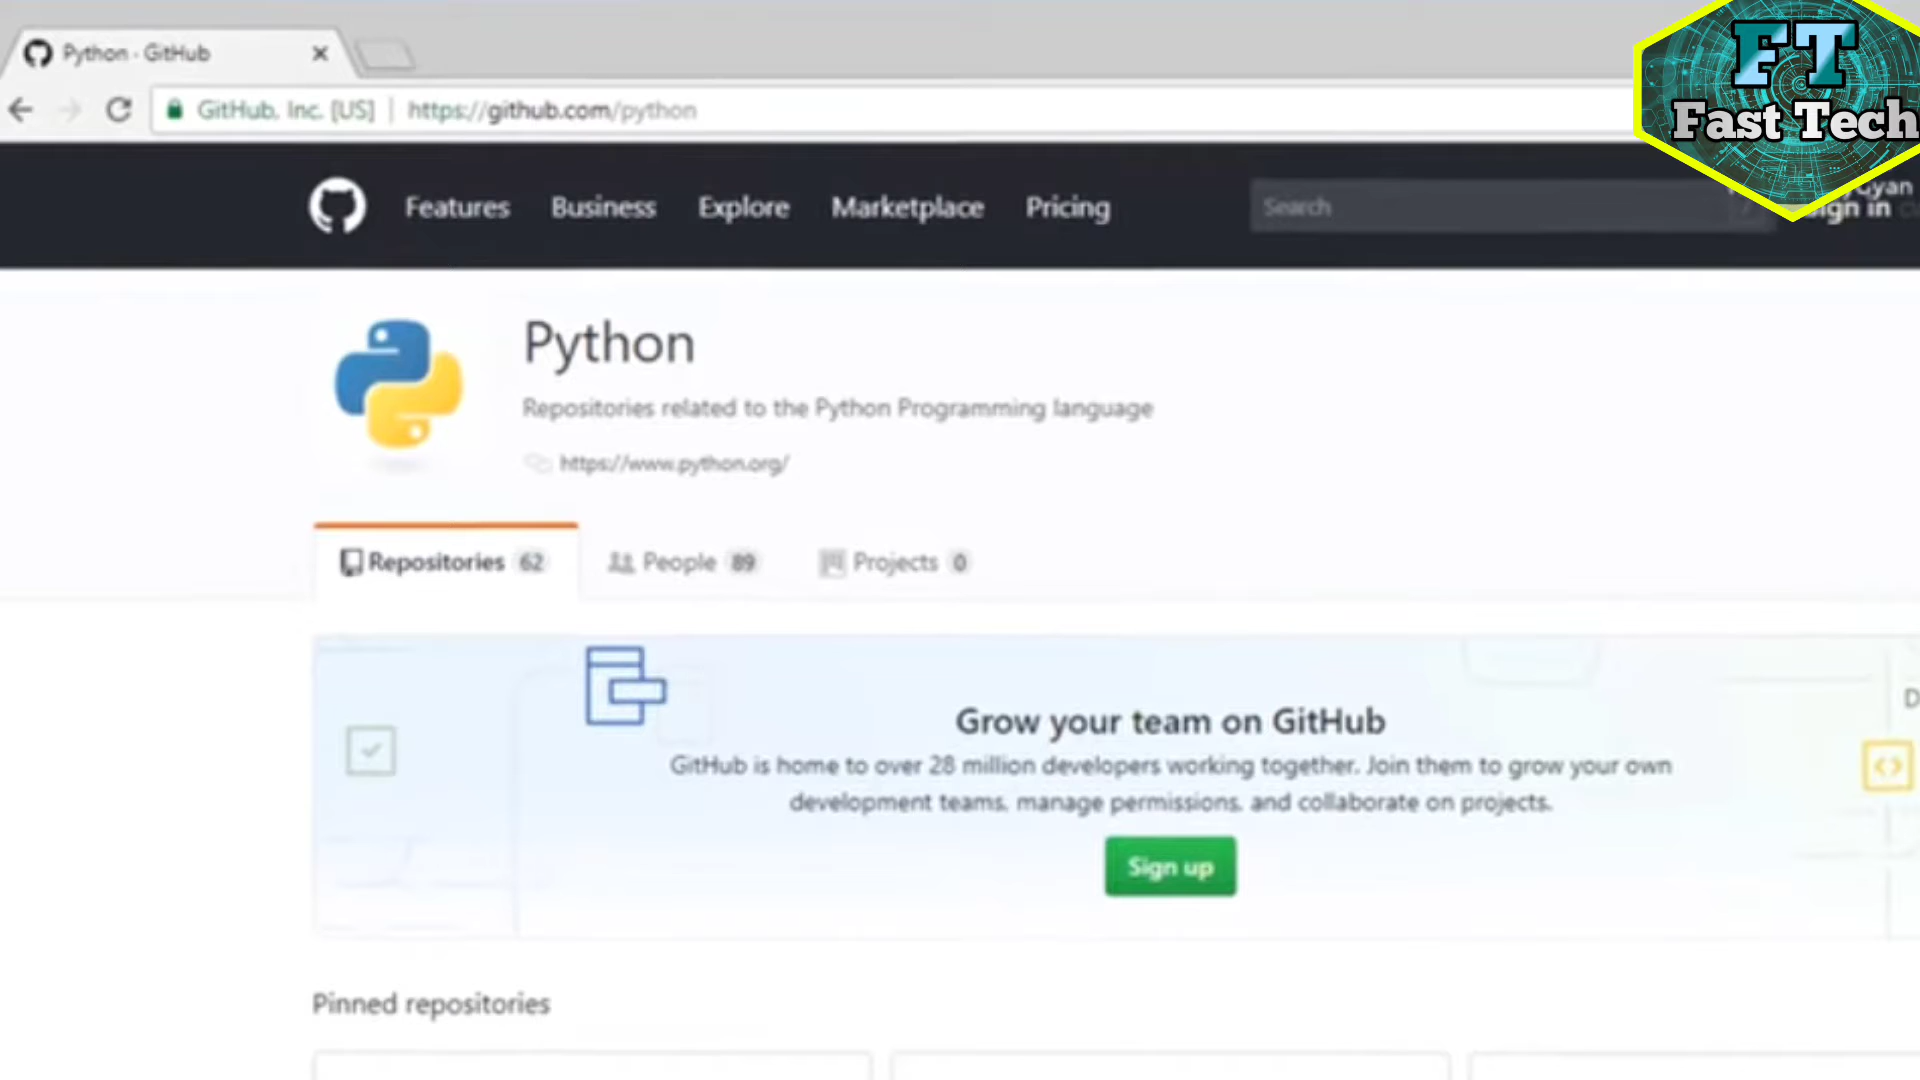 Python - GitHub
GitHub, Inc. [US] | https://github.com/python
FT
Fast Tech
Features Business Explore Marketplace Pricing
Search
in
Python
Repositories related to the Python Programming language
https://www.python.org/
Repositories 62 People 89 Projects 0
Grow your team on GitHub
GitHub is home to over 28 million developers working together. Join them to grow your own
development teams, manage permissions, and collaborate on projects.
Sign up
Pinned repositories